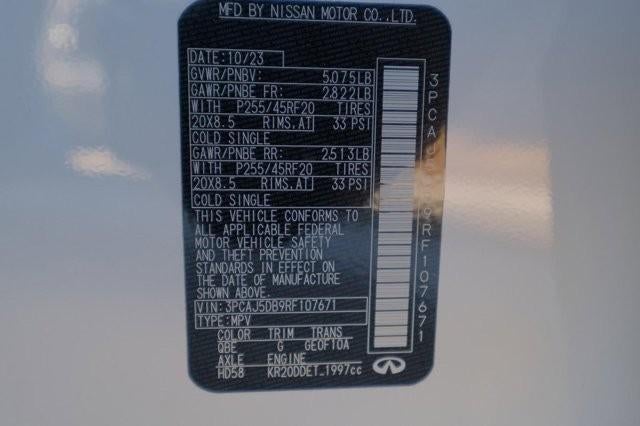 MFD BY NISSAN MOTOR CO.,LTD.
DATE:10/23
GVWR/PNBV: 5,075LB
GAWR/PNBE FR: 2,822LB
WITH P255/45RF20 TIRES
20X8.5 RIMS.AT 33 PSI
COLD SINGLE
GAWR/PNBE RR: 2,513LB
WITH P255/45RF20 TIRES
20X8.5 RIMS.AT 33 PSI
COLD SINGLE
THIS VEHICLE CONFORMS TO
ALL APPLICABLE FEDERAL
MOTOR VEHICLE SAFETY
AND THEFT PREVENTION
STANDARDS IN EFFECT ON
THE DATE OF MANUFACTURE
SHOWN ABOVE.
VIN:3PCAJ5DB9RF107671
TYPE:MPV
COLOR TRIM TRANS
QBE G GE0F10A
AXLE ENGINE
HD58 KR20DDET_1997cc